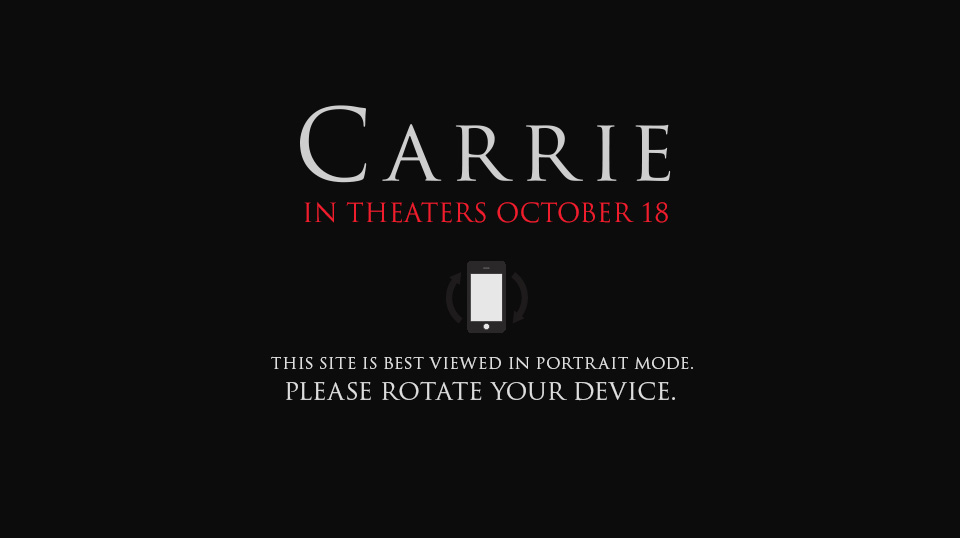 CARRIE
IN THEATERS OCTOBER 18
THIS SITE IS BEST VIEWED IN PORTRAIT MODE.
PLEASE ROTATE YOUR DEVICE.